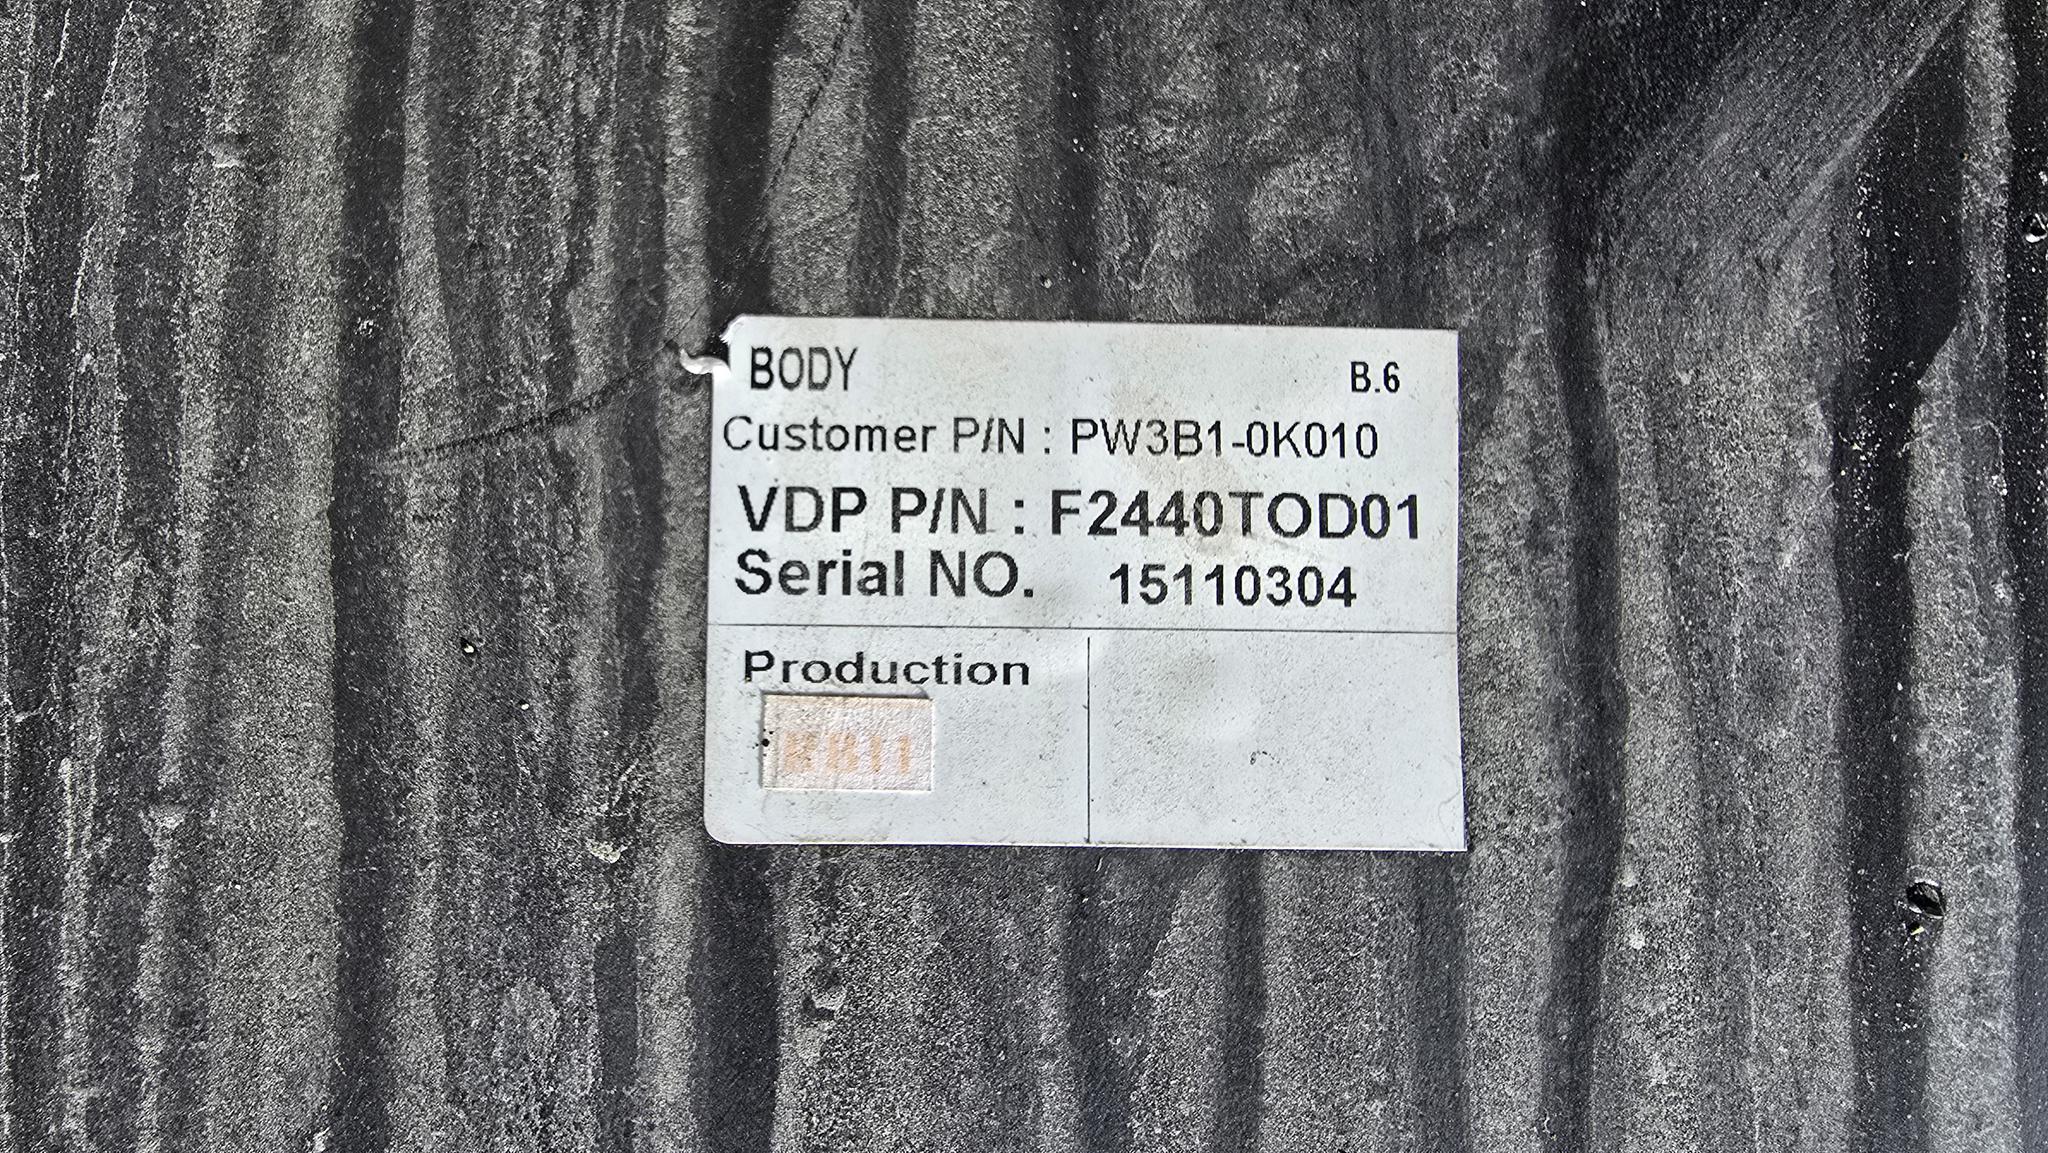 BODY B.6
Customer P/N : PW3B1-0K010
VDP P/N : F2440TOD01
Serial NO. 15110304
Production